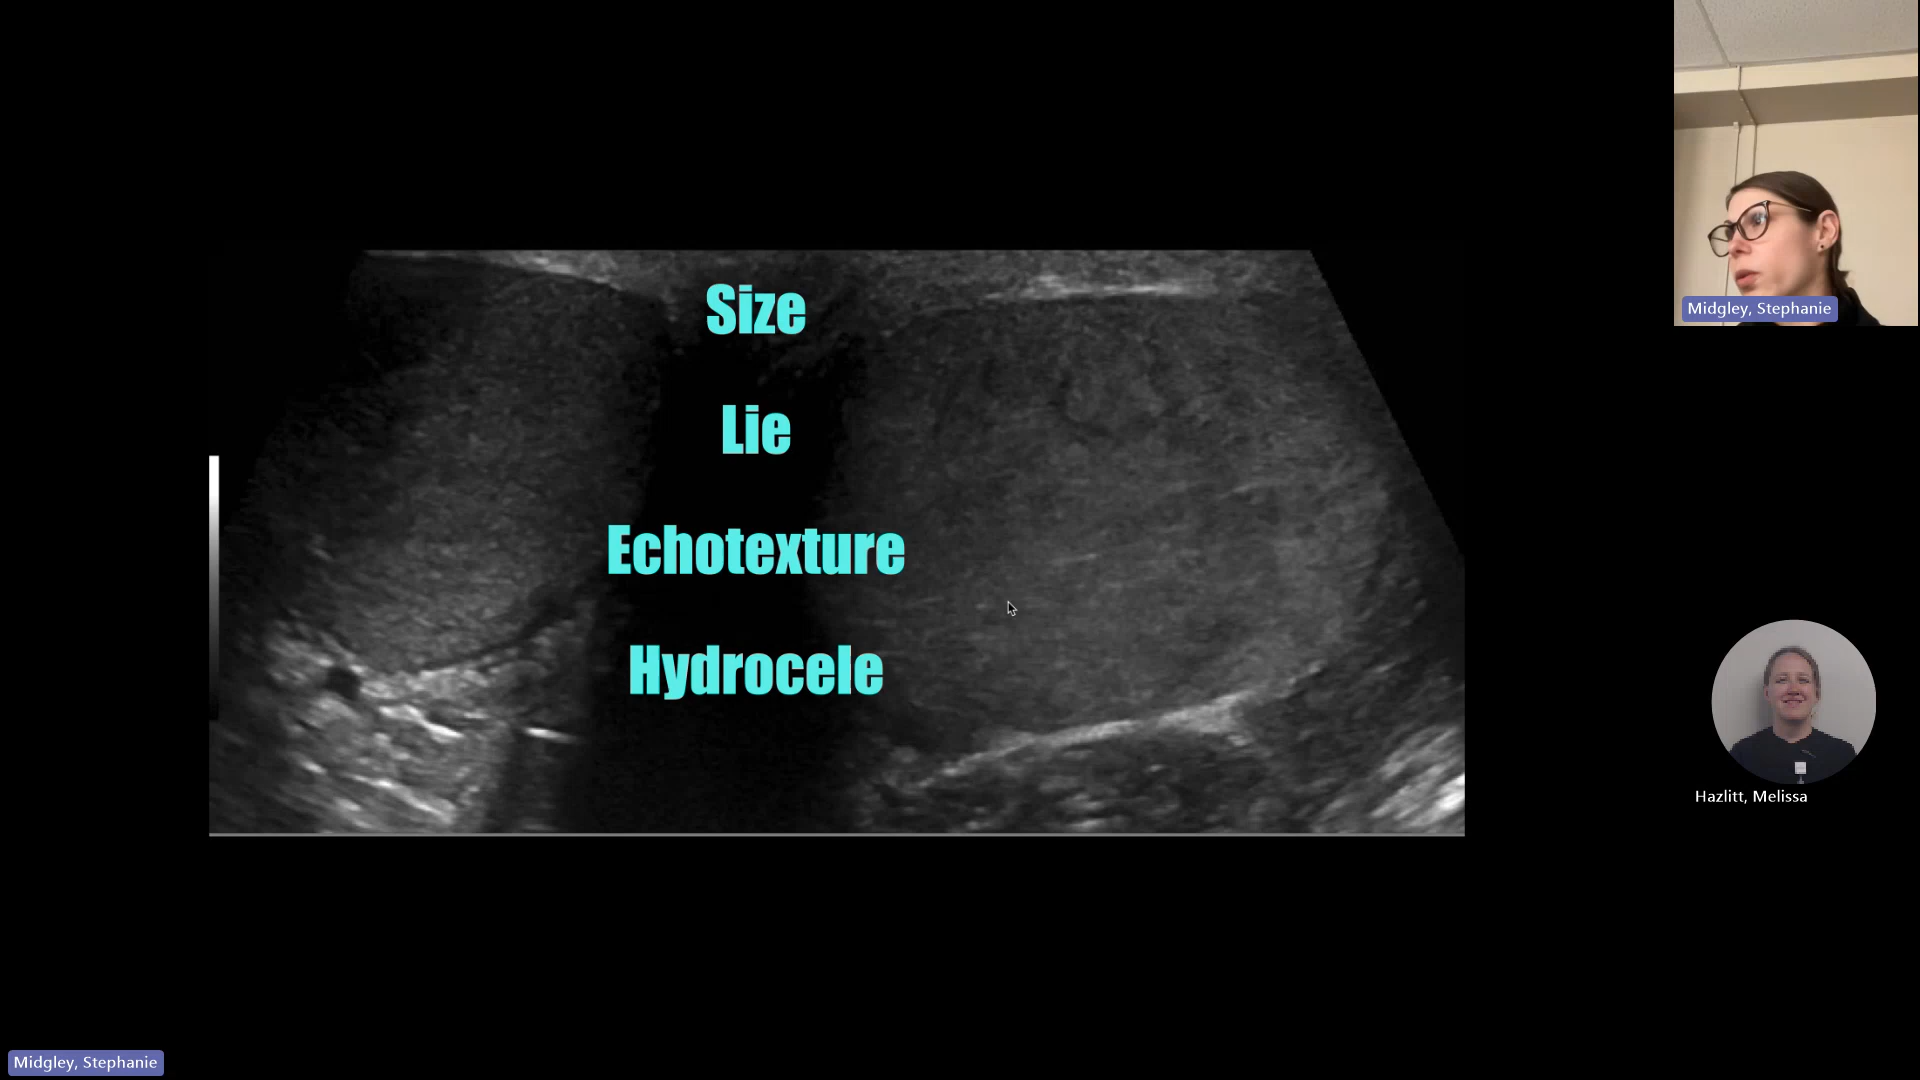 Size
Lie
Echotexture
Hydrocele
Midgley, Stephanie
Hazlitt, Melissa
Midgley, Stephanie